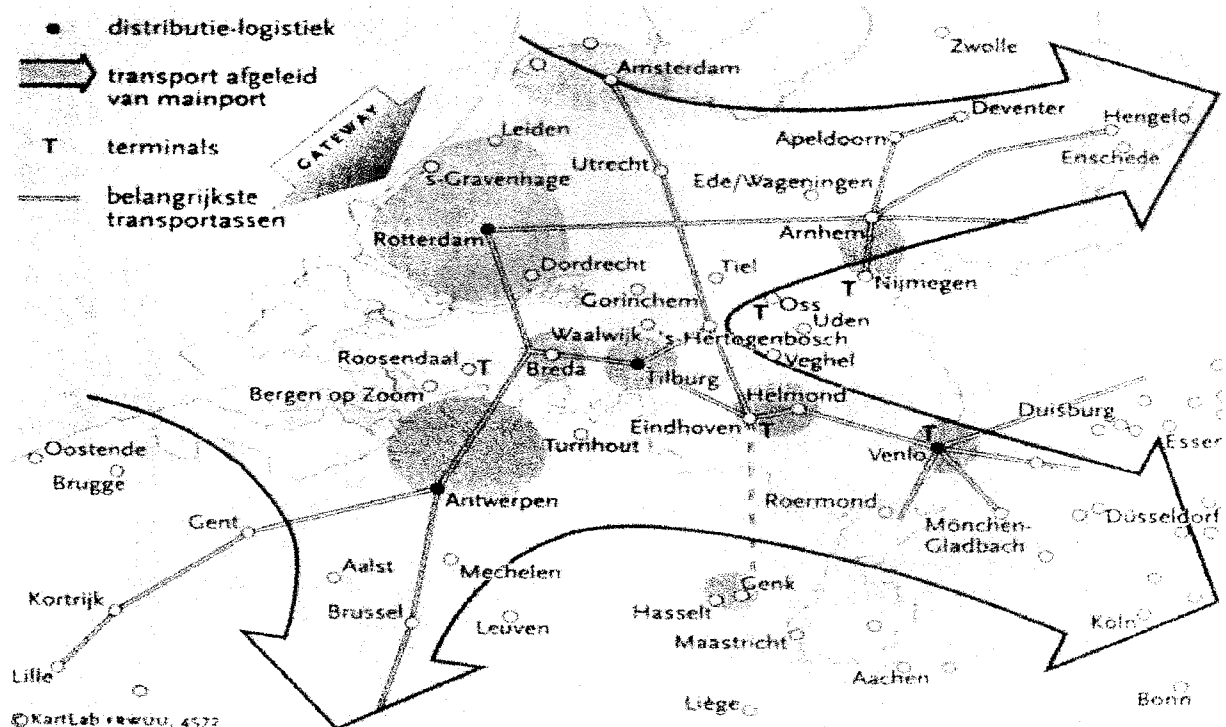 distributie-logistiek
transport afgeleid
van mainport
T terminals
belangrijkste
transportassen
GATEWAY
Zwolle
Amsterdam
Deventer
Hengelo
Leiden
Apeldoorn
Enschede
's-Gravenhage
Utrecht
Ede/Wageningen
Rotterdam
Arnhem
Dordrecht
Tiel
T
Nijmegen
Gorinchem
T
Oss
Uden
Waalwijk
's-Hertogenbosch
Roosendaal
T
Breda
Tilburg
Veghel
Bergen op Zoom
Helmond
Duisburg
Eindhoven
T
Turnhout
T
Venlo
Essen
Oostende
Brugge
Antwerpen
Roermond
Mönchen-
Gladbach
Düsseldorf
Gent
Aalst
Mechelen
Genk
Kortrijk
Brussel
Leuven
Hasselt
Köln
Maastricht
Lille
Aachen
Liège
Bonn
©KartLab FRWUU, 4572